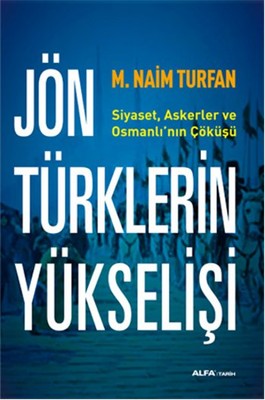 M. NAİM TURFAN
Siyaset, Askerler ve
Osmanlı'nın Çöküşü
JÖN
TÜRKLERİN
YÜKSELİŞİ
ALFA TARİH